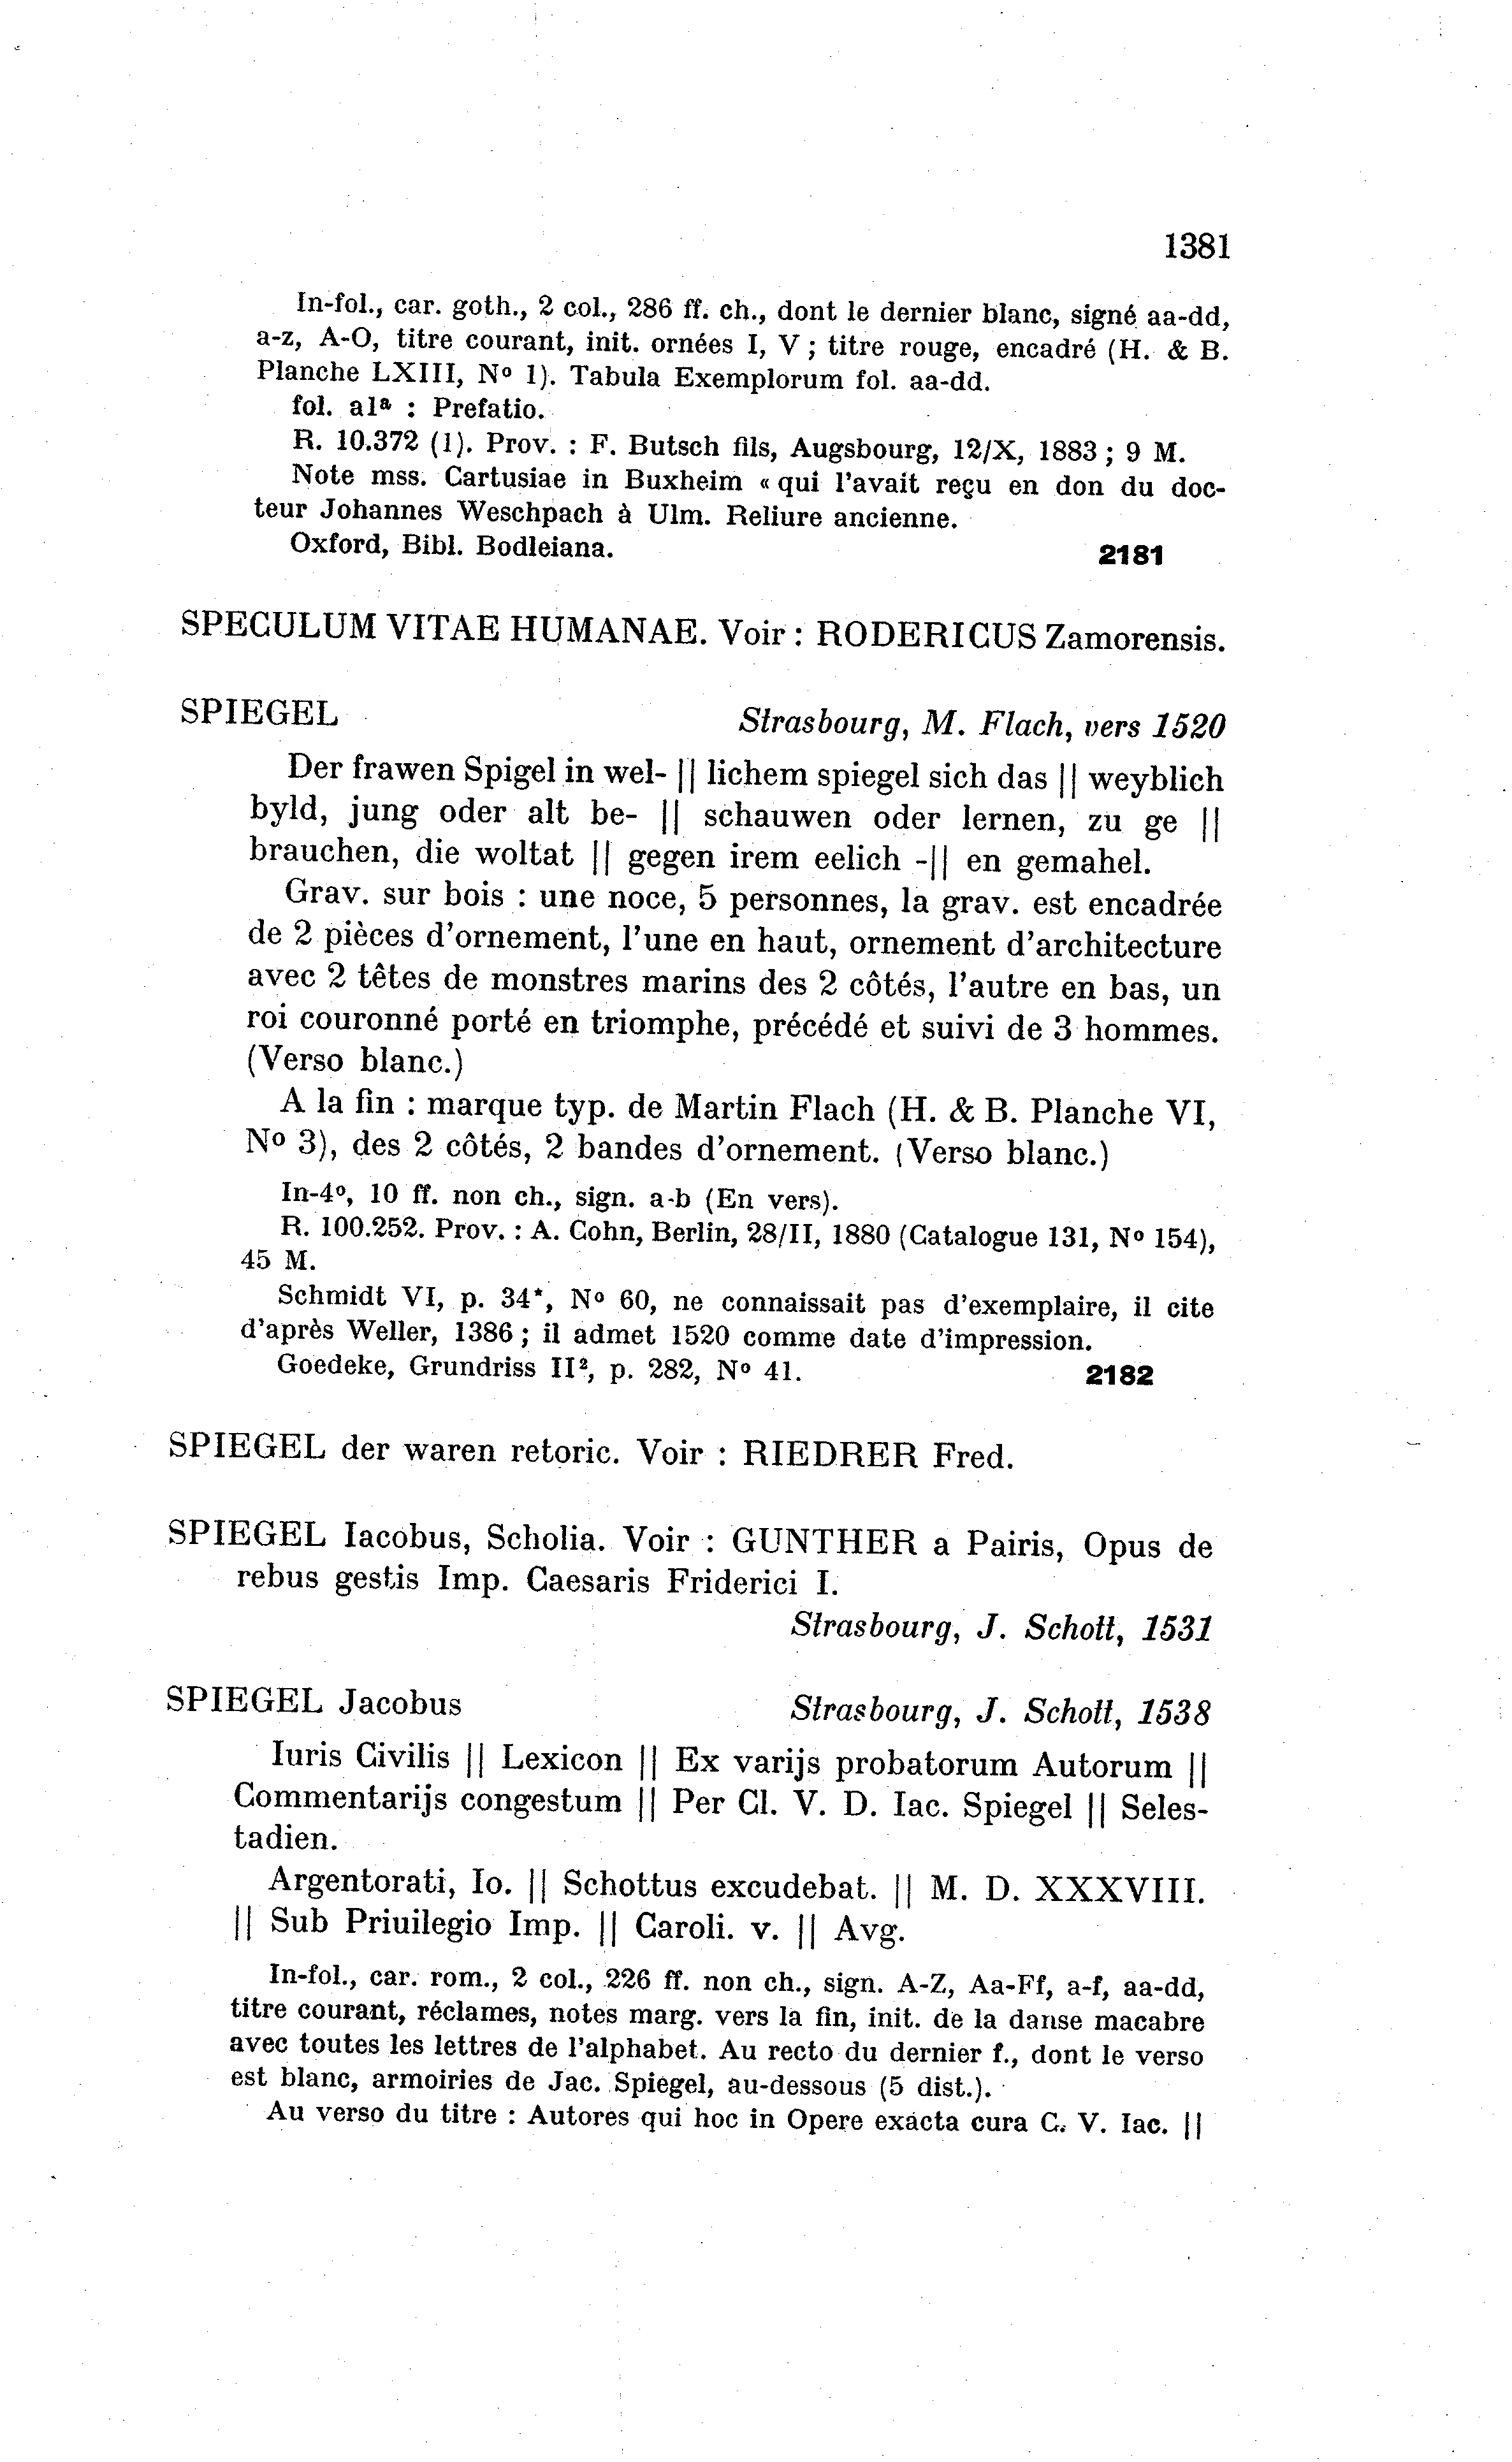 1381
In-fol., car. goth., 2 col., 286 ff. ch., dont le dernier blanc, signé aa-dd,
a-z, A-O, titre courant, init. ornées I, V ; titre rouge, encadré (H. & B.
Planche LXIII, Nº 1). Tabula Exemplorum fol. aa-dd.
fol. a1ª : Prefatio.
R. 10.372 (1). Prov. : F. Butsch fils, Augsbourg, 12/X, 1883 ; 9 M.
Note mss. Cartusiae in Buxheim « qui l'avait reçu en don du doc-
teur Johannes Weschpach à Ulm. Reliure ancienne.
Oxford, Bibl. Bodleiana. 2181
SPECULUM VITAE HUMANAE. Voir : RODERICUS Zamorensis.
SPIEGEL Strasbourg, M. Flach, vers 1520
Der frawen Spigel in wel- || lichem spiegel sich das || weyblich
byld, jung oder alt be- || schauwen oder lernen, zu ge ||
brauchen, die woltat || gegen irem eelich -|| en gemahel.
Grav. sur bois : une noce, 5 personnes, la grav. est encadrée
de 2 pièces d'ornement, l'une en haut, ornement d'architecture
avec 2 têtes de monstres marins des 2 côtés, l'autre en bas, un
roi couronné porté en triomphe, précédé et suivi de 3 hommes.
(Verso blanc.)
A la fin : marque typ. de Martin Flach (H. & B. Planche VI,
Nº 3), des 2 côtés, 2 bandes d'ornement. (Verso blanc.)
In-4º, 10 ff. non ch., sign. a-b (En vers).
R. 100.252. Prov. : A. Cohn, Berlin, 28/II, 1880 (Catalogue 131, Nº 154),
45 M.
Schmidt VI, p. 34*, Nº 60, ne connaissait pas d'exemplaire, il cite
d'après Weller, 1386 ; il admet 1520 comme date d'impression.
Goedeke, Grundriss II², p. 282, Nº 41. 2182
SPIEGEL der waren retoric. Voir : RIEDRER Fred.
SPIEGEL Iacobus, Scholia. Voir : GUNTHER a Pairis, Opus de
rebus gestis Imp. Caesaris Friderici I.
Strasbourg, J. Schott, 1531
SPIEGEL Jacobus Strasbourg, J. Schott, 1538
Iuris Civilis || Lexicon || Ex varijs probatorum Autorum ||
Commentarijs congestum || Per Cl. V. D. Iac. Spiegel || Seles-
tadien.
Argentorati, Io. || Schottus excudebat. || M. D. XXXVIII.
|| Sub Priuilegio Imp. || Caroli. v. || Avg.
In-fol., car. rom., 2 col., 226 ff. non ch., sign. A-Z, Aa-Ff, a-f, aa-dd,
titre courant, réclames, notes marg. vers la fin, init. de la danse macabre
avec toutes les lettres de l'alphabet. Au recto du dernier f., dont le verso
est blanc, armoiries de Jac. Spiegel, au-dessous (5 dist.).
Au verso du titre : Autores qui hoc in Opere exacta cura C. V. Iac. ||